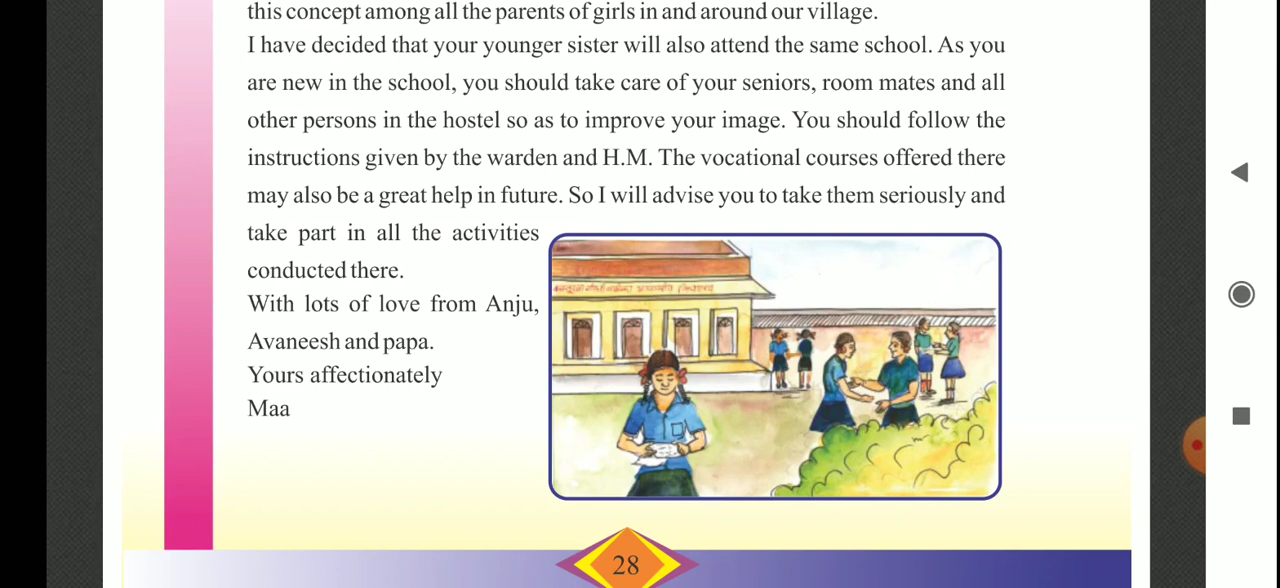 this concept among all the parents of girls in and around our village.
I have decided that your younger sister will also attend the same school. As you
are new in the school, you should take care of your seniors, room mates and all
other persons in the hostel so as to improve your image. You should follow the
instructions given by the warden and H.M. The vocational courses offered there
may also be a great help in future. So I will advise you to take them seriously and
take part in all the activities
conducted there.
With lots of love from Anju,
Avaneesh and papa.
Yours affectionately
Maa
28